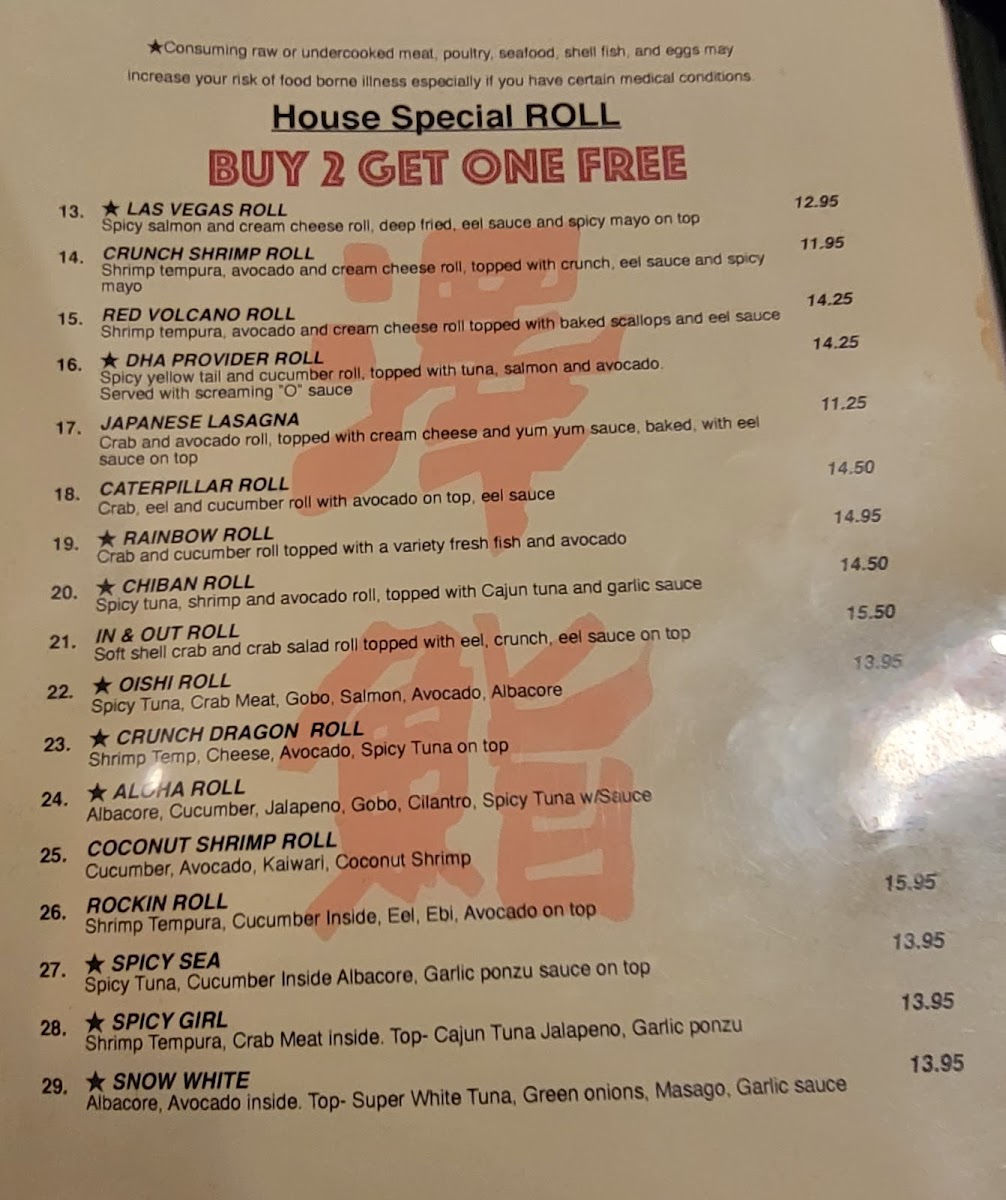 ★Consuming raw or undercooked meat, poultry, seafood, shell fish, and eggs may
increase your risk of food borne illness especially if you have certain medical conditions.
House Special ROLL
BUY 2 GET ONE FREE
13. ★ LAS VEGAS ROLL 12.95
Spicy salmon and cream cheese roll, deep fried, eel sauce and spicy mayo on top
14. CRUNCH SHRIMP ROLL 11.95
Shrimp tempura, avocado and cream cheese roll, topped with crunch, eel sauce and spicy
mayo
15. RED VOLCANO ROLL 14.25
Shrimp tempura, avocado and cream cheese roll topped with baked scallops and eel sauce
16. ★ DHA PROVIDER ROLL 14.25
Spicy yellow tail and cucumber roll, topped with tuna, salmon and avocado.
Served with screaming "O" sauce
17. JAPANESE LASAGNA 11.25
Crab and avocado roll, topped with cream cheese and yum yum sauce, baked, with eel
sauce on top
18. CATERPILLAR ROLL 14.50
Crab, eel and cucumber roll with avocado on top, eel sauce
19. ★ RAINBOW ROLL 14.95
Crab and cucumber roll topped with a variety fresh fish and avocado
20. ★ CHIBAN ROLL 14.50
Spicy tuna, shrimp and avocado roll, topped with Cajun tuna and garlic sauce
21. IN & OUT ROLL 15.50
Soft shell crab and crab salad roll topped with eel, crunch, eel sauce on top
22. ★ OISHI ROLL 13.95
Spicy Tuna, Crab Meat, Gobo, Salmon, Avocado, Albacore
23. ★ CRUNCH DRAGON ROLL
Shrimp Temp, Cheese, Avocado, Spicy Tuna on top
24. ★ ALOHA ROLL
Albacore, Cucumber, Jalapeno, Gobo, Cilantro, Spicy Tuna w/Sauce
25. COCONUT SHRIMP ROLL
Cucumber, Avocado, Kaiwari, Coconut Shrimp
26. ROCKIN ROLL 15.95
Shrimp Tempura, Cucumber Inside, Eel, Ebi, Avocado on top
27. ★ SPICY SEA 13.95
Spicy Tuna, Cucumber Inside Albacore, Garlic ponzu sauce on top
28. ★ SPICY GIRL 13.95
Shrimp Tempura, Crab Meat inside. Top- Cajun Tuna Jalapeno, Garlic ponzu
29. ★ SNOW WHITE 13.95
Albacore, Avocado inside. Top- Super White Tuna, Green onions, Masago, Garlic sauce
鮨